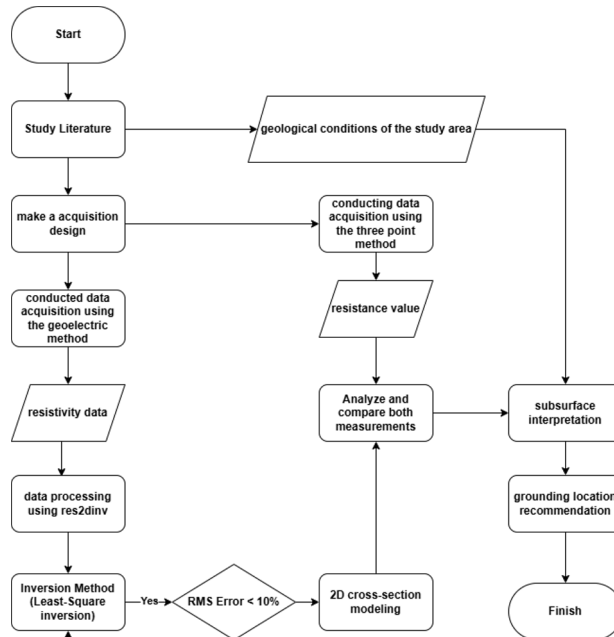 Start
Study Literature
geological conditions of the study area
make a acquisition
design
conducting data
acquisition using
the three point
method
conducted data
acquisition using
the geoelectric
method
resistance value
resistivity data
Analyze and
compare both
measurements
subsurface
interpretation
data processing
using res2dinv
grounding location
recommendation
Inversion Method
(Least-Square
inversion)
Yes
RMS Error < 10%
2D cross-section
modeling
Finish